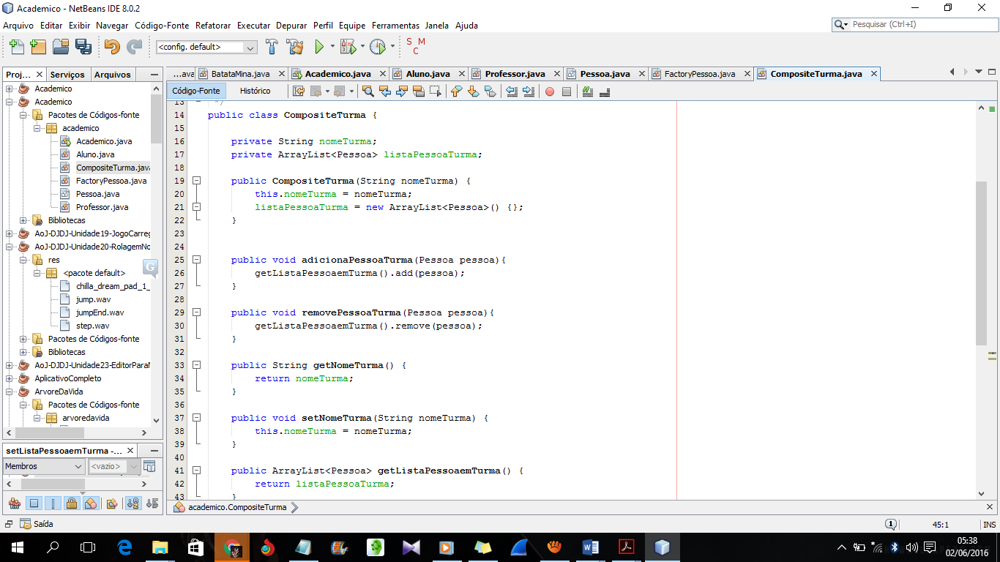 Academico - NetBeans IDE 8.0.2
Arquivo Editar Exibir Navegar Código-Fonte Refatorar Executar Depurar Perfil Equipe Ferramentas Janela Ajuda
Pesquisar (Ctrl+I)
<config. default>
S M
C
Proj... Serviços Arquivos
...ava BatataMina.java Academico.java Aluno.java Professor.java Pessoa.java FactoryPessoa.java CompositeTurma.java
Código-Fonte Histórico
Academico
Academico
Pacotes de Códigos-fonte
academico
Academico.java
Aluno.java
CompositeTurma.java
FactoryPessoa.java
Pessoa.java
Professor.java
Bibliotecas
AoJ-DJDJ-Unidade19-JogoCarreg
AoJ-DJDJ-Unidade20-RolagemNo
res
<pacote default>
chilla_dream_pad_1_
jump.wav
jumpEnd.wav
step.wav
Pacotes de Códigos-fonte
Bibliotecas
AoJ-DJDJ-Unidade23-EditorParaM
AplicativoCompleto
ArvoreDaVida
Pacotes de Códigos-fonte
arvoredavida
G
setListaPessoaemTurma -...
Membros <vazio>
13 */
14 public class CompositeTurma {
15
16 private String nomeTurma;
17 private ArrayList<Pessoa> listaPessoaTurma;
18
19 public CompositeTurma(String nomeTurma) {
20 this.nomeTurma = nomeTurma;
21 listaPessoaTurma = new ArrayList<Pessoa>() {};
22 }
23
24
25 public void adicionaPessoaTurma(Pessoa pessoa){
26 getListaPessoaemTurma().add(pessoa);
27 }
28
29 public void removePessoaTurma(Pessoa pessoa){
30 getListaPessoaemTurma().remove(pessoa);
31 }
32
33 public String getNomeTurma() {
34 return nomeTurma;
35 }
36
37 public void setNomeTurma(String nomeTurma) {
38 this.nomeTurma = nomeTurma;
39 }
40
41 public ArrayList<Pessoa> getListaPessoaemTurma() {
42 return listaPessoaTurma;
43 }
academico.CompositeTurma
Saída
1 45:1 INS
05:38
02/06/2016